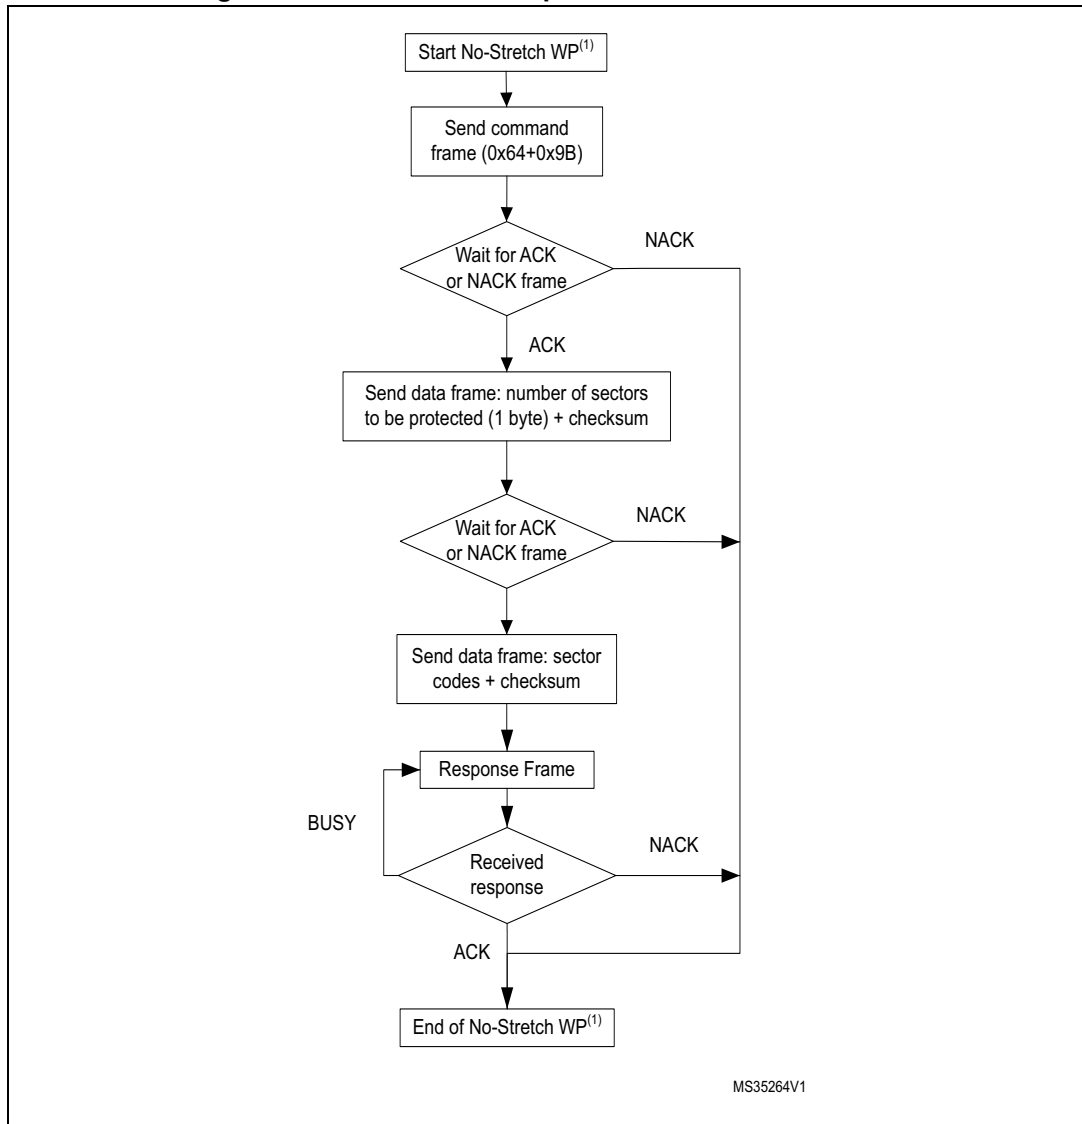 Start No-Stretch WP(1)
Send command
frame (0x64+0x9B)
Wait for ACK
or NACK frame
NACK
ACK
Send data frame: number of sectors
to be protected (1 byte) + checksum
Wait for ACK
or NACK frame
NACK
Send data frame: sector
codes + checksum
Response Frame
BUSY
Received
response
NACK
ACK
End of No-Stretch WP(1)
MS35264V1